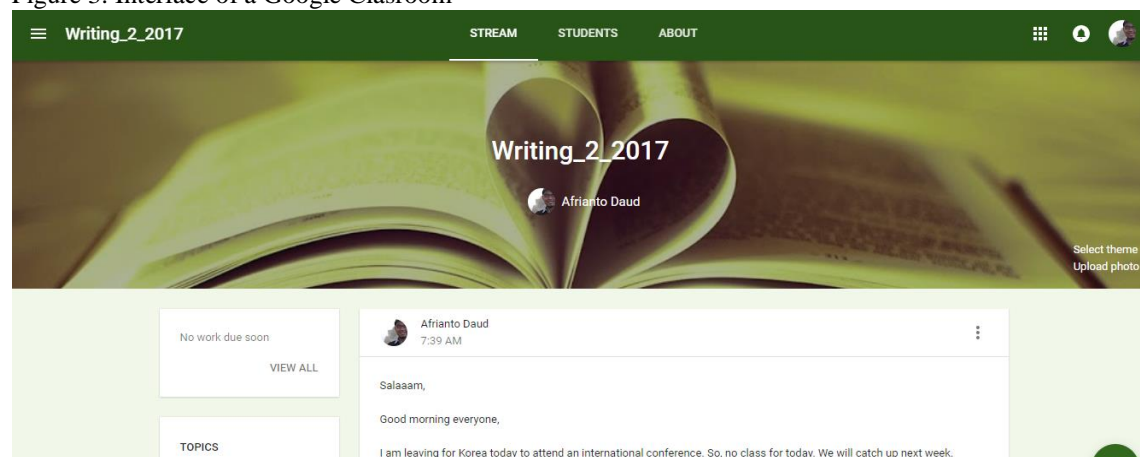 Figure 3: Interface of a Google Clasroom
Writing_2_2017
STREAM
STUDENTS
ABOUT
Writing_2_2017
Afrianto Daud
Select theme
Upload photo
No work due soon
VIEW ALL
Afrianto Daud
7:39 AM
Salaaam,
Good morning everyone,
TOPICS
I am leaving for Korea today to attend an international conference. So, no class for today. We will catch up next week.